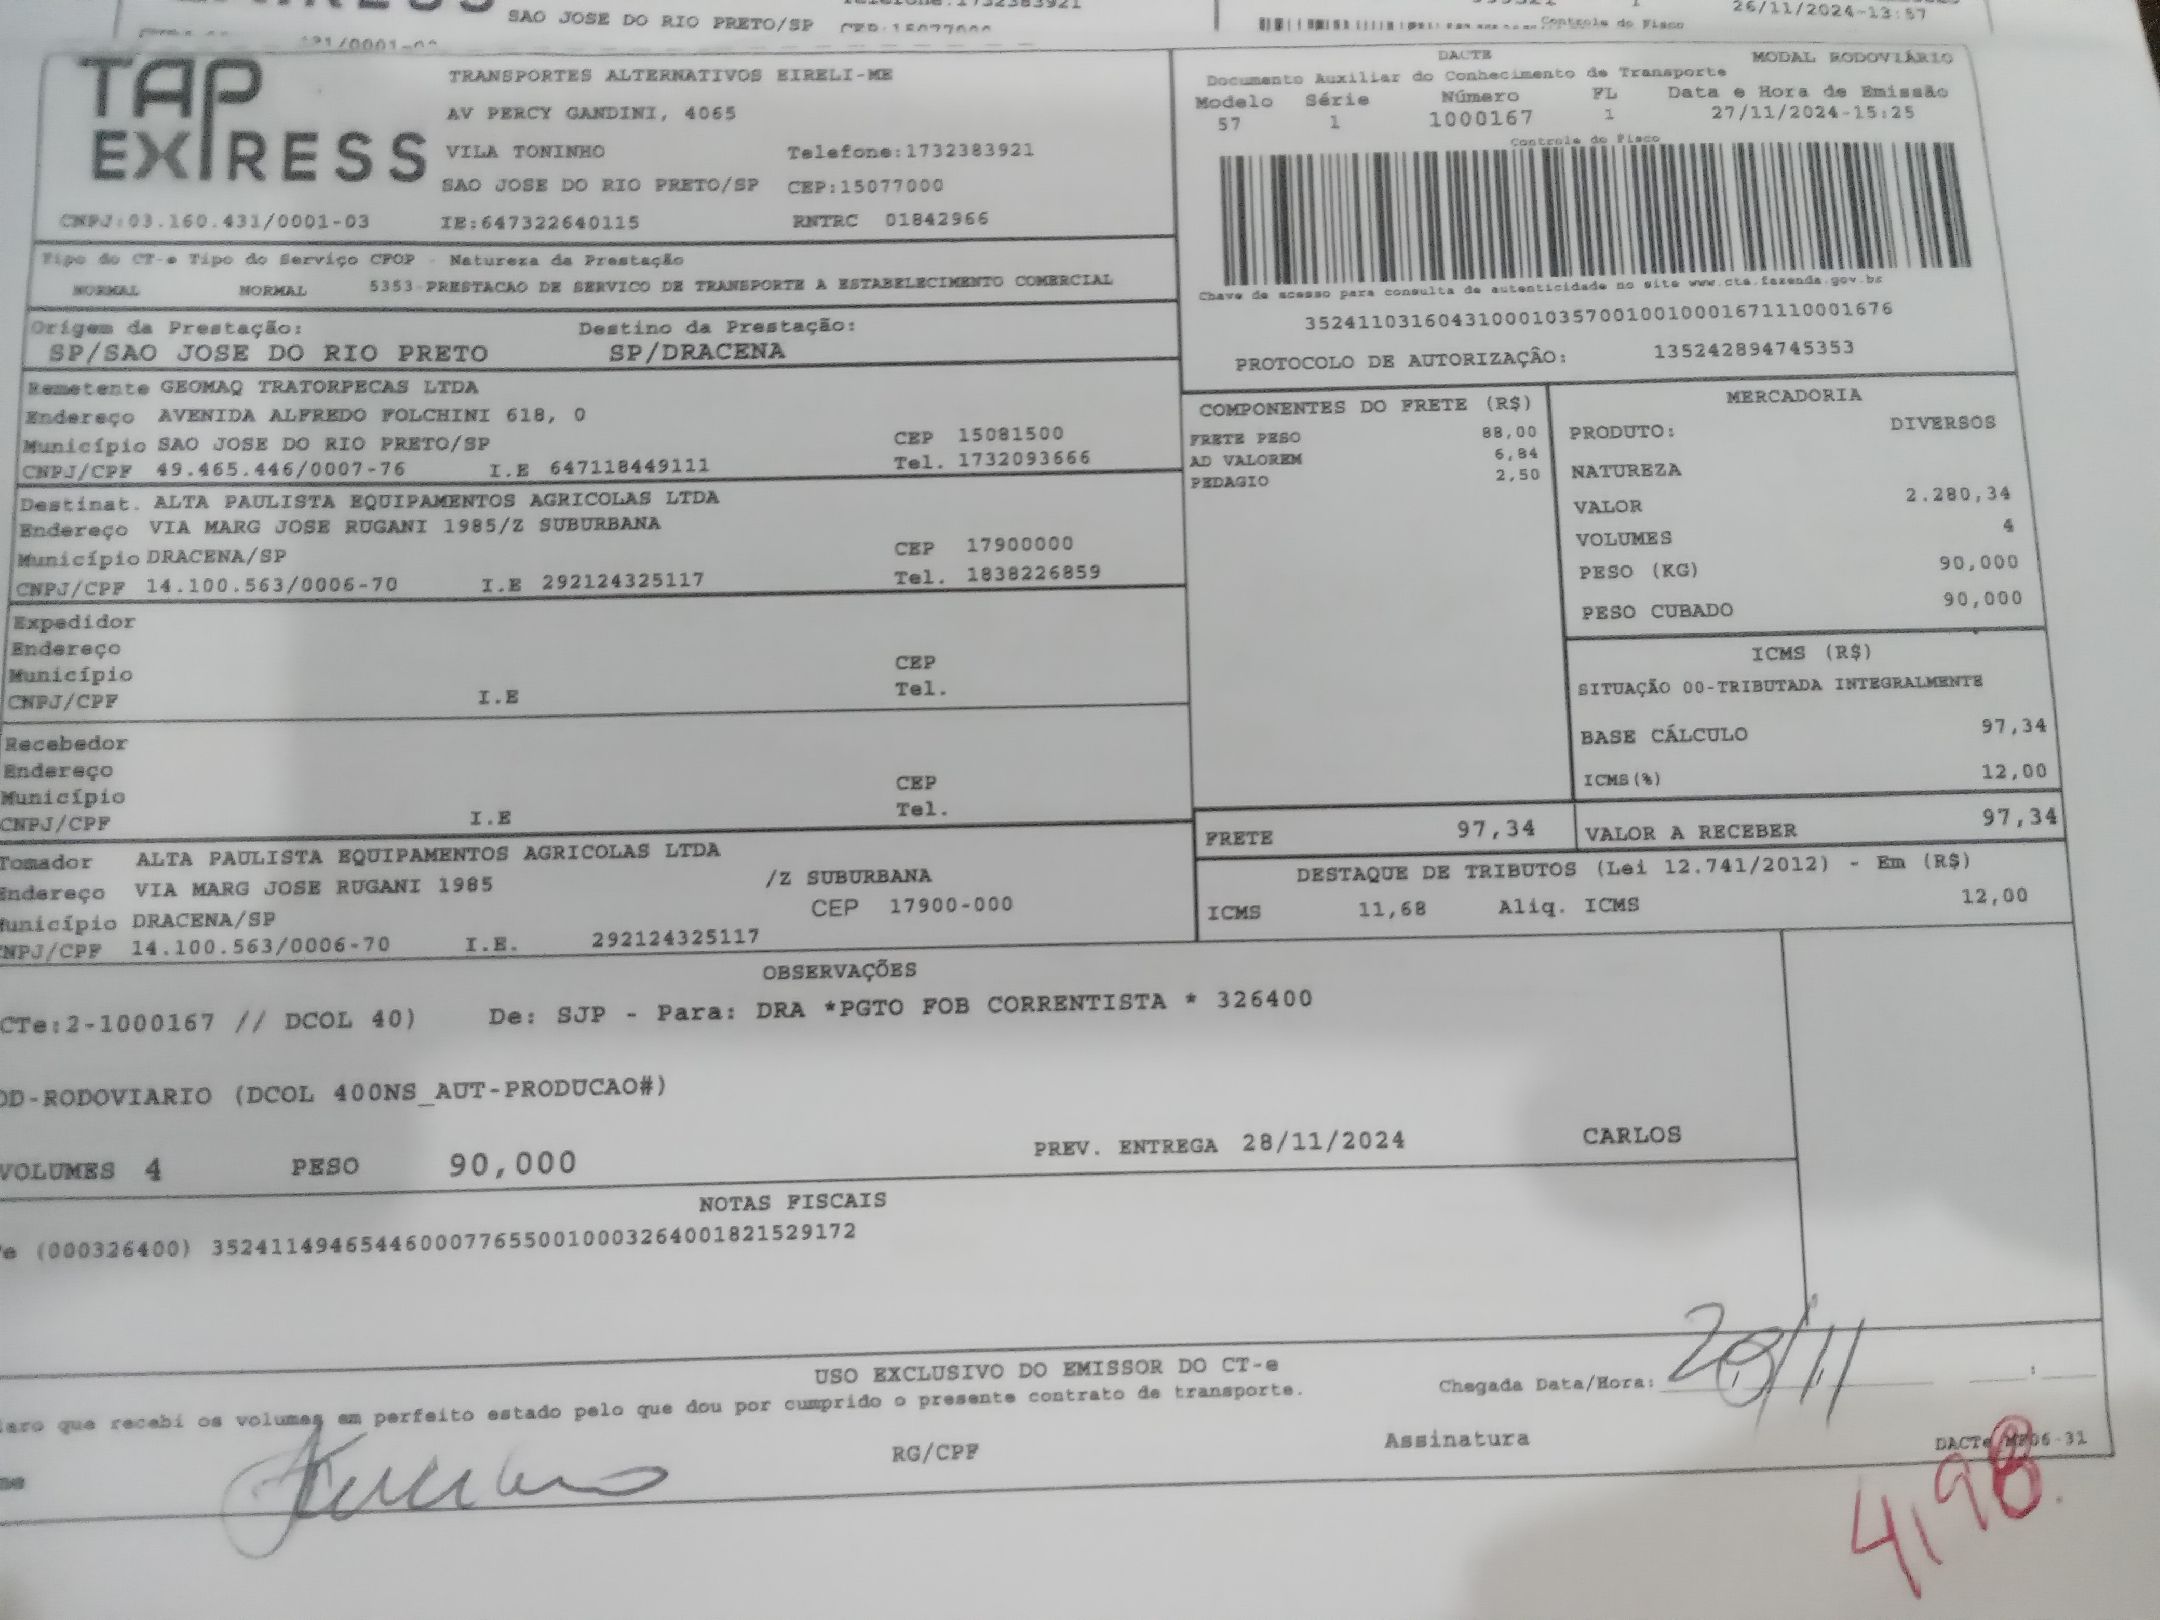 SAO JOSE DO RIO PRETO/SP
26/11/2024-13:57
Controle do Fisco
TAP EXPRESS
TRANSPORTES ALTERNATIVOS EIRELI-ME
AV PERCY GANDINI, 4065
VILA TONINHO Telefone:1732383921
SAO JOSE DO RIO PRETO/SP CEP:15077000
CNPJ:03.160.431/0001-03 IE:647322640115 RNTRC 01842966
DACTE MODAL RODOVIÁRIO
Documento Auxiliar do Conhecimento de Transporte
Modelo Série Número FL Data e Hora de Emissão
57 1 1000167 1 27/11/2024-15:25
Controle do Fisco
Chave de acesso para consulta de autenticidade no site www.cte.fazenda.gov.br
35241103160431000103570010010001671110001676
PROTOCOLO DE AUTORIZAÇÃO: 135242894745353
Tipo do CT-e Tipo do Serviço CFOP - Natureza da Prestação
NORMAL NORMAL 5353-PRESTACAO DE SERVICO DE TRANSPORTE A ESTABELECIMENTO COMERCIAL
Origem da Prestação: Destino da Prestação:
SP/SAO JOSE DO RIO PRETO SP/DRACENA
Remetente GEOMAQ TRATORPECAS LTDA
Endereço AVENIDA ALFREDO FOLCHINI 618, 0
Município SAO JOSE DO RIO PRETO/SP CEP 15081500
CNPJ/CPF 49.465.446/0007-76 I.E 647118449111 Tel. 1732093666
Destinat. ALTA PAULISTA EQUIPAMENTOS AGRICOLAS LTDA
Endereço VIA MARG JOSE RUGANI 1985/Z SUBURBANA
Município DRACENA/SP CEP 17900000
CNPJ/CPF 14.100.563/0006-70 I.E 292124325117 Tel. 1838226859
Expedidor
Endereço
Município CEP
CNPJ/CPF I.E Tel.
Recebedor
Endereço
Município CEP
CNPJ/CPF I.E Tel.
Tomador ALTA PAULISTA EQUIPAMENTOS AGRICOLAS LTDA
Endereço VIA MARG JOSE RUGANI 1985 /Z SUBURBANA
Município DRACENA/SP CEP 17900-000
CNPJ/CPF 14.100.563/0006-70 I.E. 292124325117
COMPONENTES DO FRETE (R$)
FRETE PESO 88,00
AD VALOREM 6,84
PEDAGIO 2,50
MERCADORIA
PRODUTO: DIVERSOS
NATUREZA
VALOR 2.280,34
VOLUMES 4
PESO (KG) 90,000
PESO CUBADO 90,000
ICMS (R$)
SITUAÇÃO 00-TRIBUTADA INTEGRALMENTE
BASE CÁLCULO 97,34
ICMS(%) 12,00
FRETE 97,34 VALOR A RECEBER 97,34
DESTAQUE DE TRIBUTOS (Lei 12.741/2012) - Em (R$)
ICMS 11,68 Aliq. ICMS 12,00
OBSERVAÇÕES
CTe:2-1000167 // DCOL 40) De: SJP - Para: DRA *PGTO FOB CORRENTISTA * 326400
OD-RODOVIARIO (DCOL 400NS_AUT-PRODUCAO#)
VOLUMES 4 PESO 90,000 PREV. ENTREGA 28/11/2024 CARLOS
NOTAS FISCAIS
e (000326400) 35241149465446000776550010003264001821529172
USO EXCLUSIVO DO EMISSOR DO CT-e
laro que recebi os volumes em perfeito estado pelo que dou por cumprido o presente contrato de transporte.
Chegada Data/Hora: 28/11 :
RG/CPF Assinatura
DACTe MF06-31
4,98